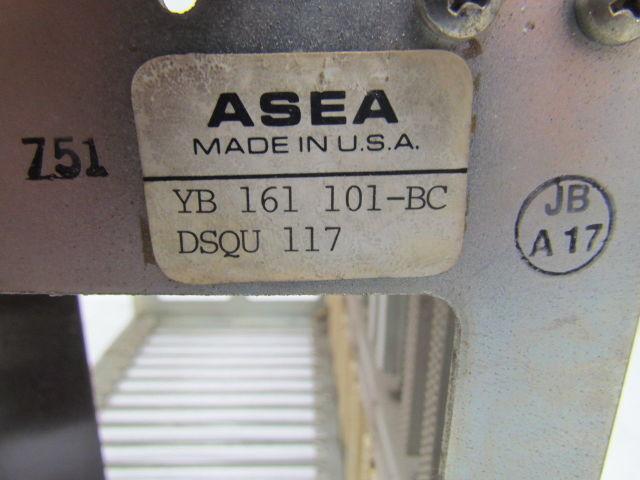 ASEA
MADE IN U.S.A.
YB 161 101-BC
DSQU 117
751
JB
A 17